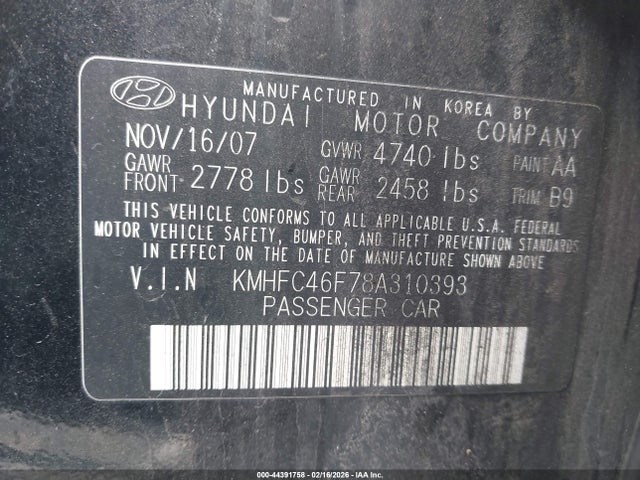 MANUFACTURED IN KOREA BY
HYUNDAI MOTOR COMPANY
NOV/16/07 GVWR 4740 lbs PAINT AA
GAWR FRONT 2778 lbs GAWR REAR 2458 lbs TRIM B9
THIS VEHICLE CONFORMS TO ALL APPLICABLE U.S.A. FEDERAL
MOTOR VEHICLE SAFETY, BUMPER, AND THEFT PREVENTION STANDARDS
IN EFFECT ON THE DATE OF MANUFACTURE SHOWN ABOVE.
V.I.N KMHFC46F78A310393
PASSENGER CAR
000-44391758 - 02/16/2026 - IAA Inc.